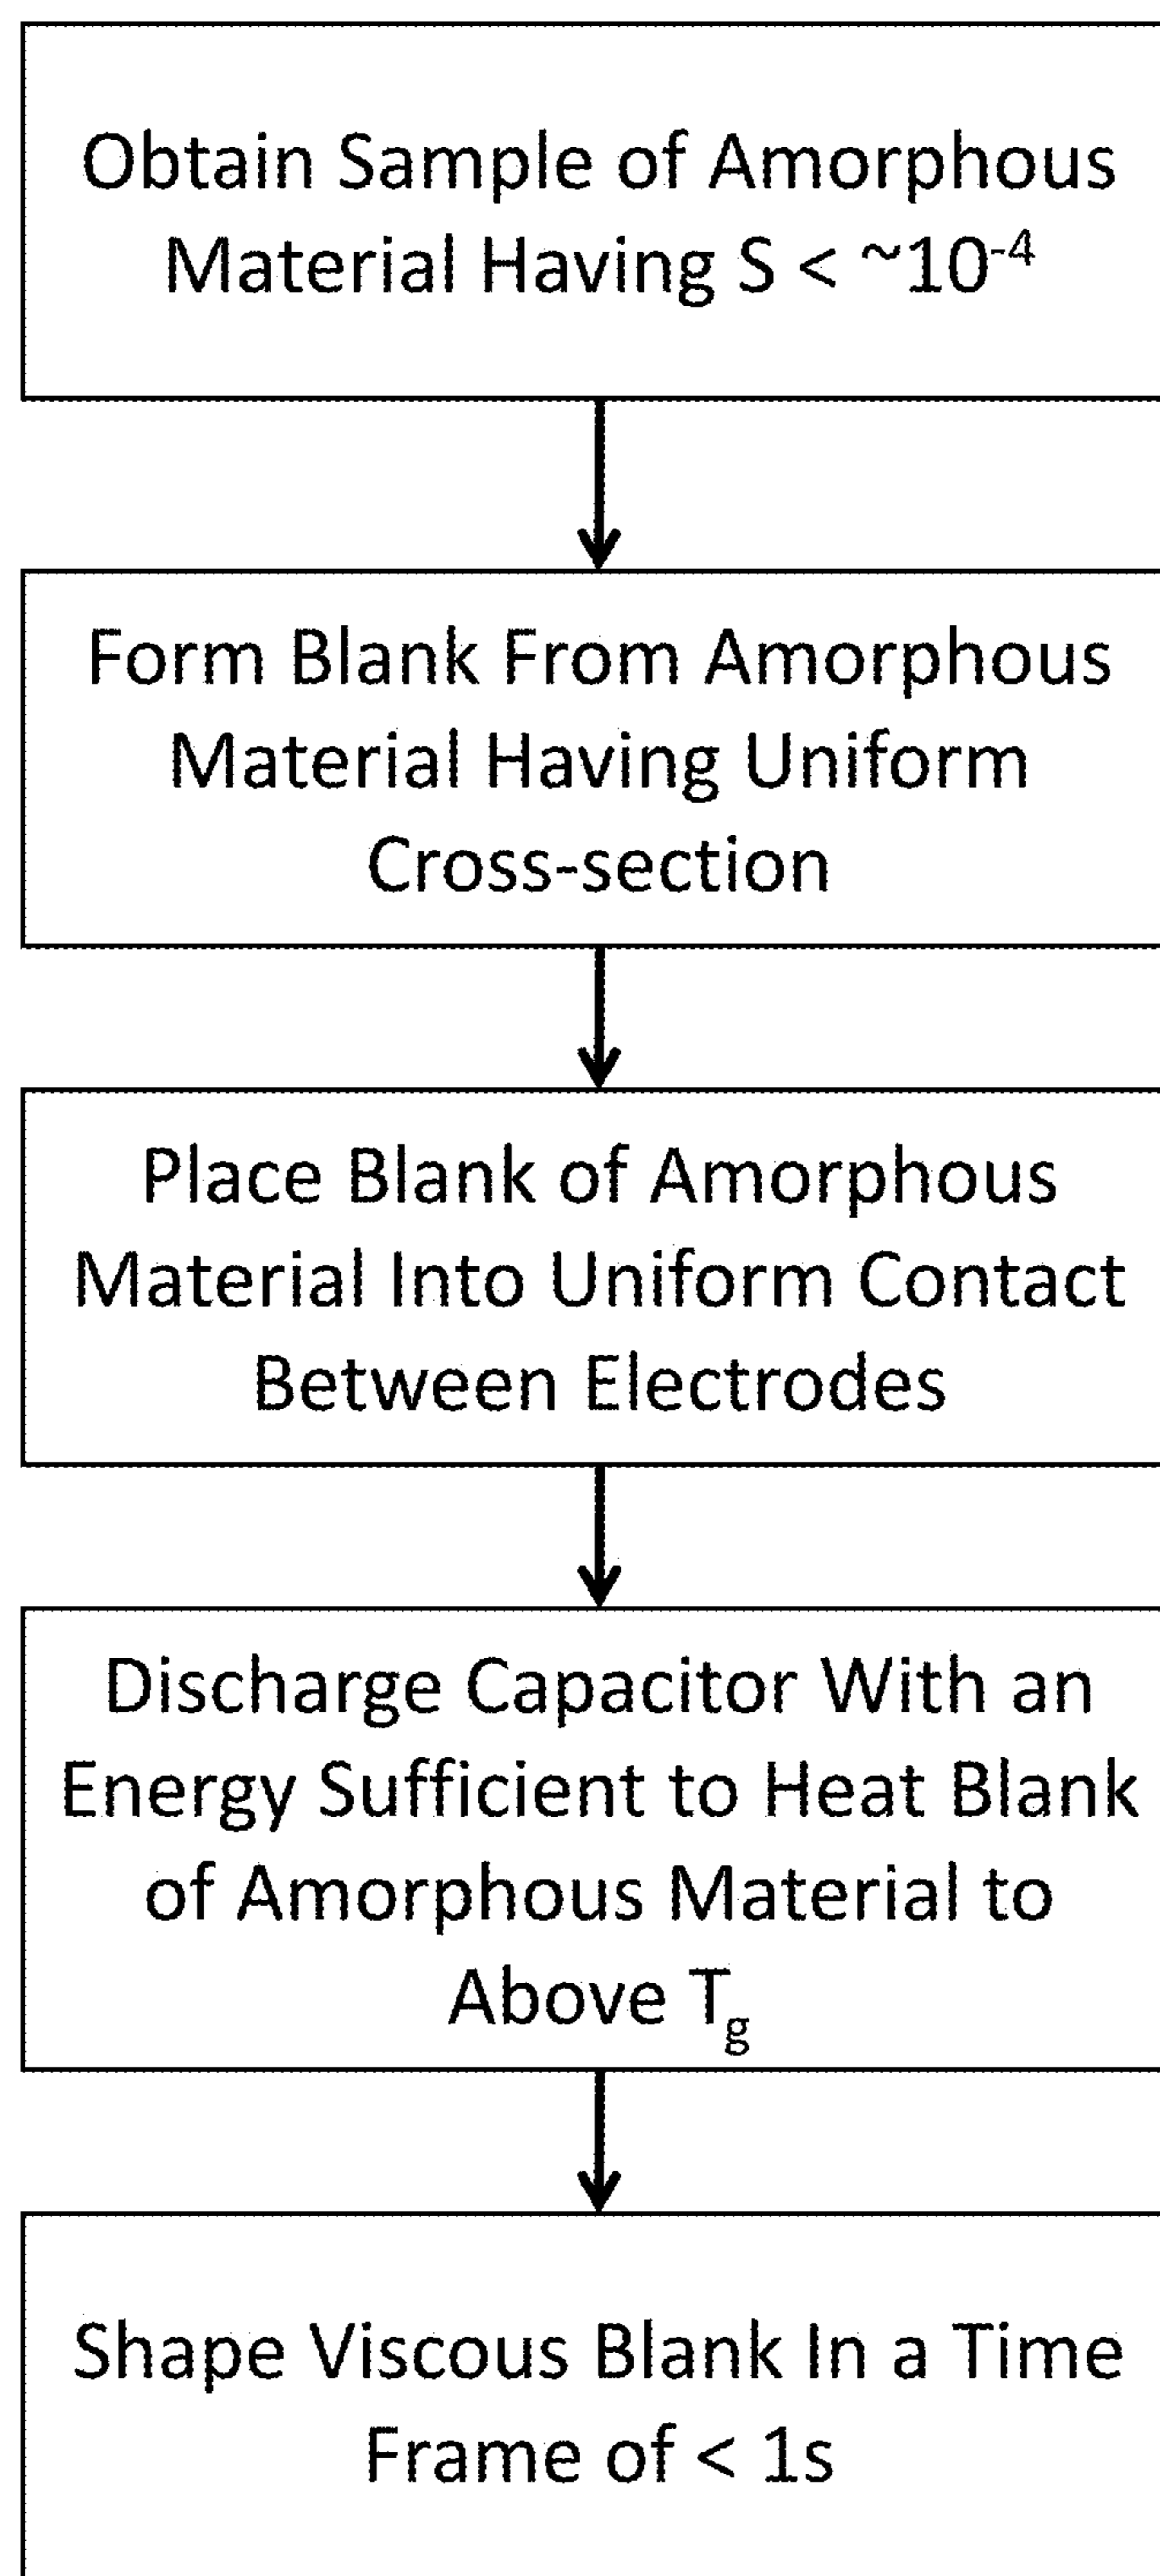 Obtain Sample of Amorphous
Material Having S < ~10⁻⁴
Form Blank From Amorphous
Material Having Uniform
Cross-section
Place Blank of Amorphous
Material Into Uniform Contact
Between Electrodes
Discharge Capacitor With an
Energy Sufficient to Heat Blank
of Amorphous Material to
Above Tg
Shape Viscous Blank In a Time
Frame of < 1s